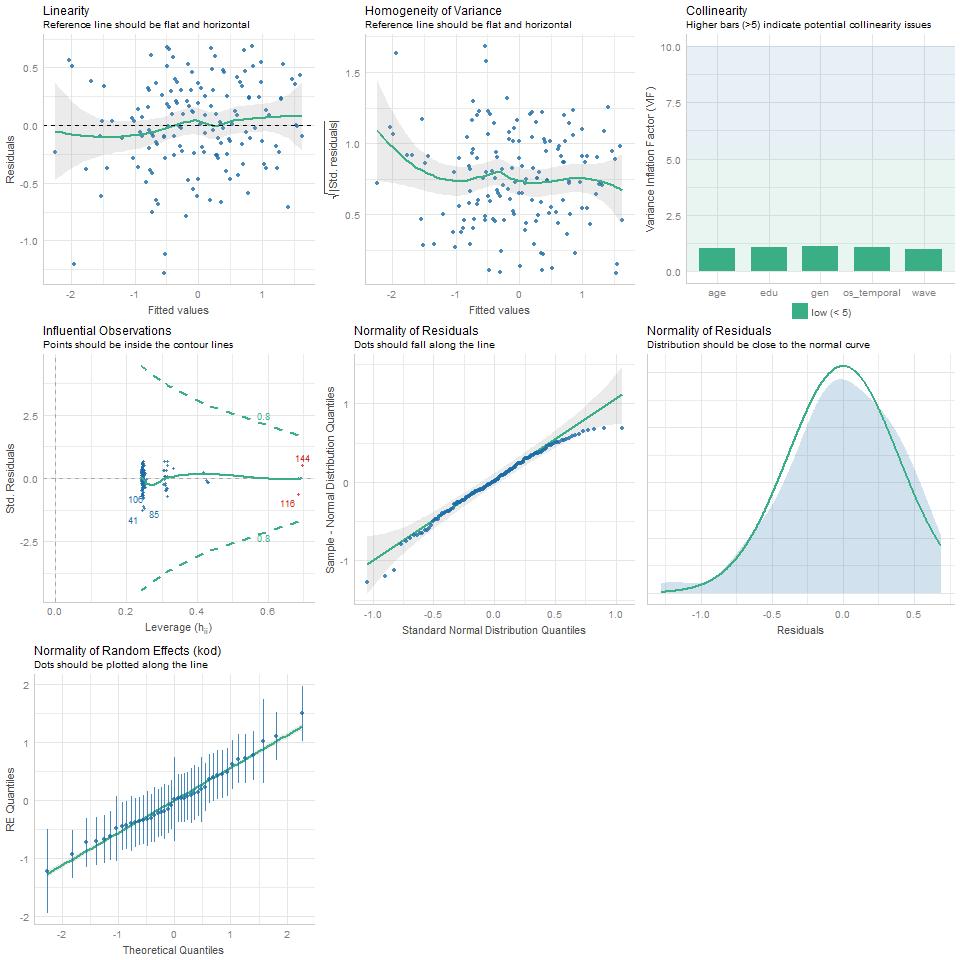 Linearity
Reference line should be flat and horizontal
Residuals
0.5
0.0
-0.5
-1.0
-2
-1
0
1
Fitted values
Homogeneity of Variance
Reference line should be flat and horizontal
√|Std. residuals|
1.5
1.0
0.5
-2
-1
0
1
Fitted values
Collinearity
Higher bars (>5) indicate potential collinearity issues
Variance Inflation Factor (VIF)
10.0
7.5
5.0
2.5
0.0
age
edu
gen
os_temporal
wave
low (< 5)
Influential Observations
Points should be inside the contour lines
Std. Residuals
2.5
0.0
-2.5
0.8
0.8
144
116
106
85
41
0.0
0.2
0.4
0.6
Leverage (hii)
Normality of Residuals
Dots should fall along the line
Sample - Normal Distribution Quantiles
1
0
-1
-1.0
-0.5
0.0
0.5
1.0
Standard Normal Distribution Quantiles
Normality of Residuals
Distribution should be close to the normal curve
-1.0
-0.5
0.0
0.5
Residuals
Normality of Random Effects (kod)
Dots should be plotted along the line
RE Quantiles
2
1
0
-1
-2
-2
-1
0
1
2
Theoretical Quantiles